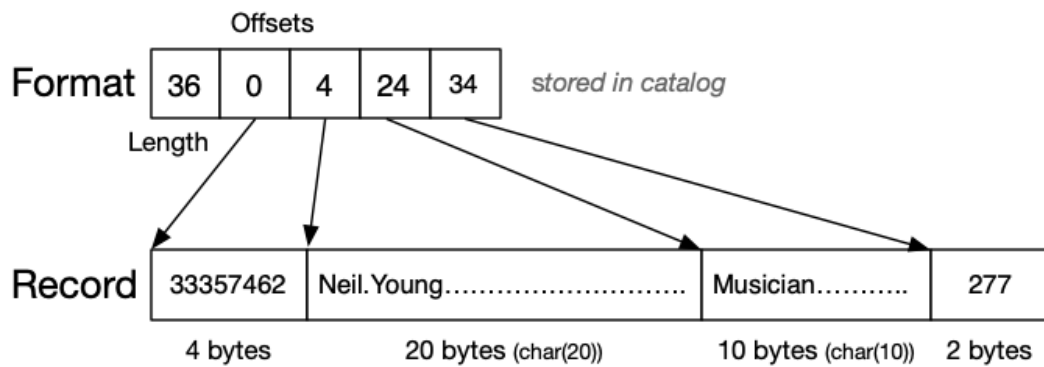 Offsets
Format 36 0 4 24 34 stored in catalog
Length
Record 33357462 Neil.Young........................... Musician........... 277
4 bytes 20 bytes (char(20)) 10 bytes (char(10)) 2 bytes